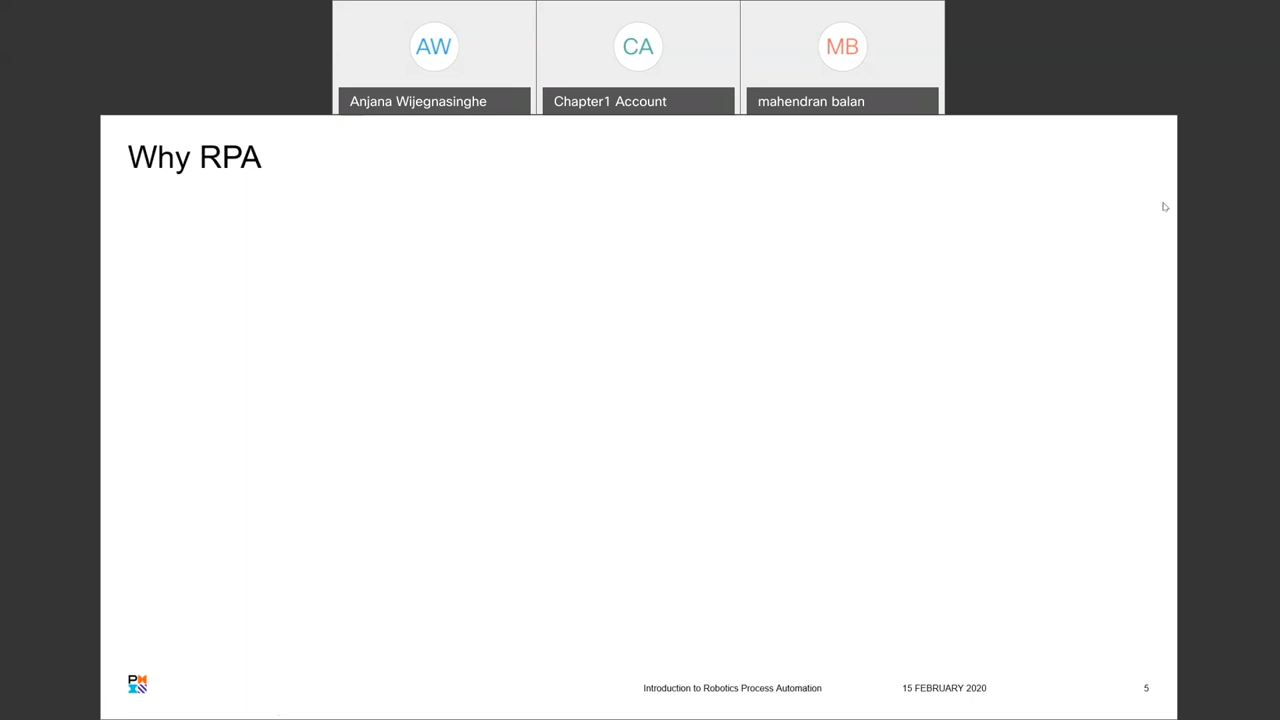 AW
CA
MB
Anjana Wijegnasinghe
Chapter1 Account
mahendran balan
Why RPA
Introduction to Robotics Process Automation
15 FEBRUARY 2020
5